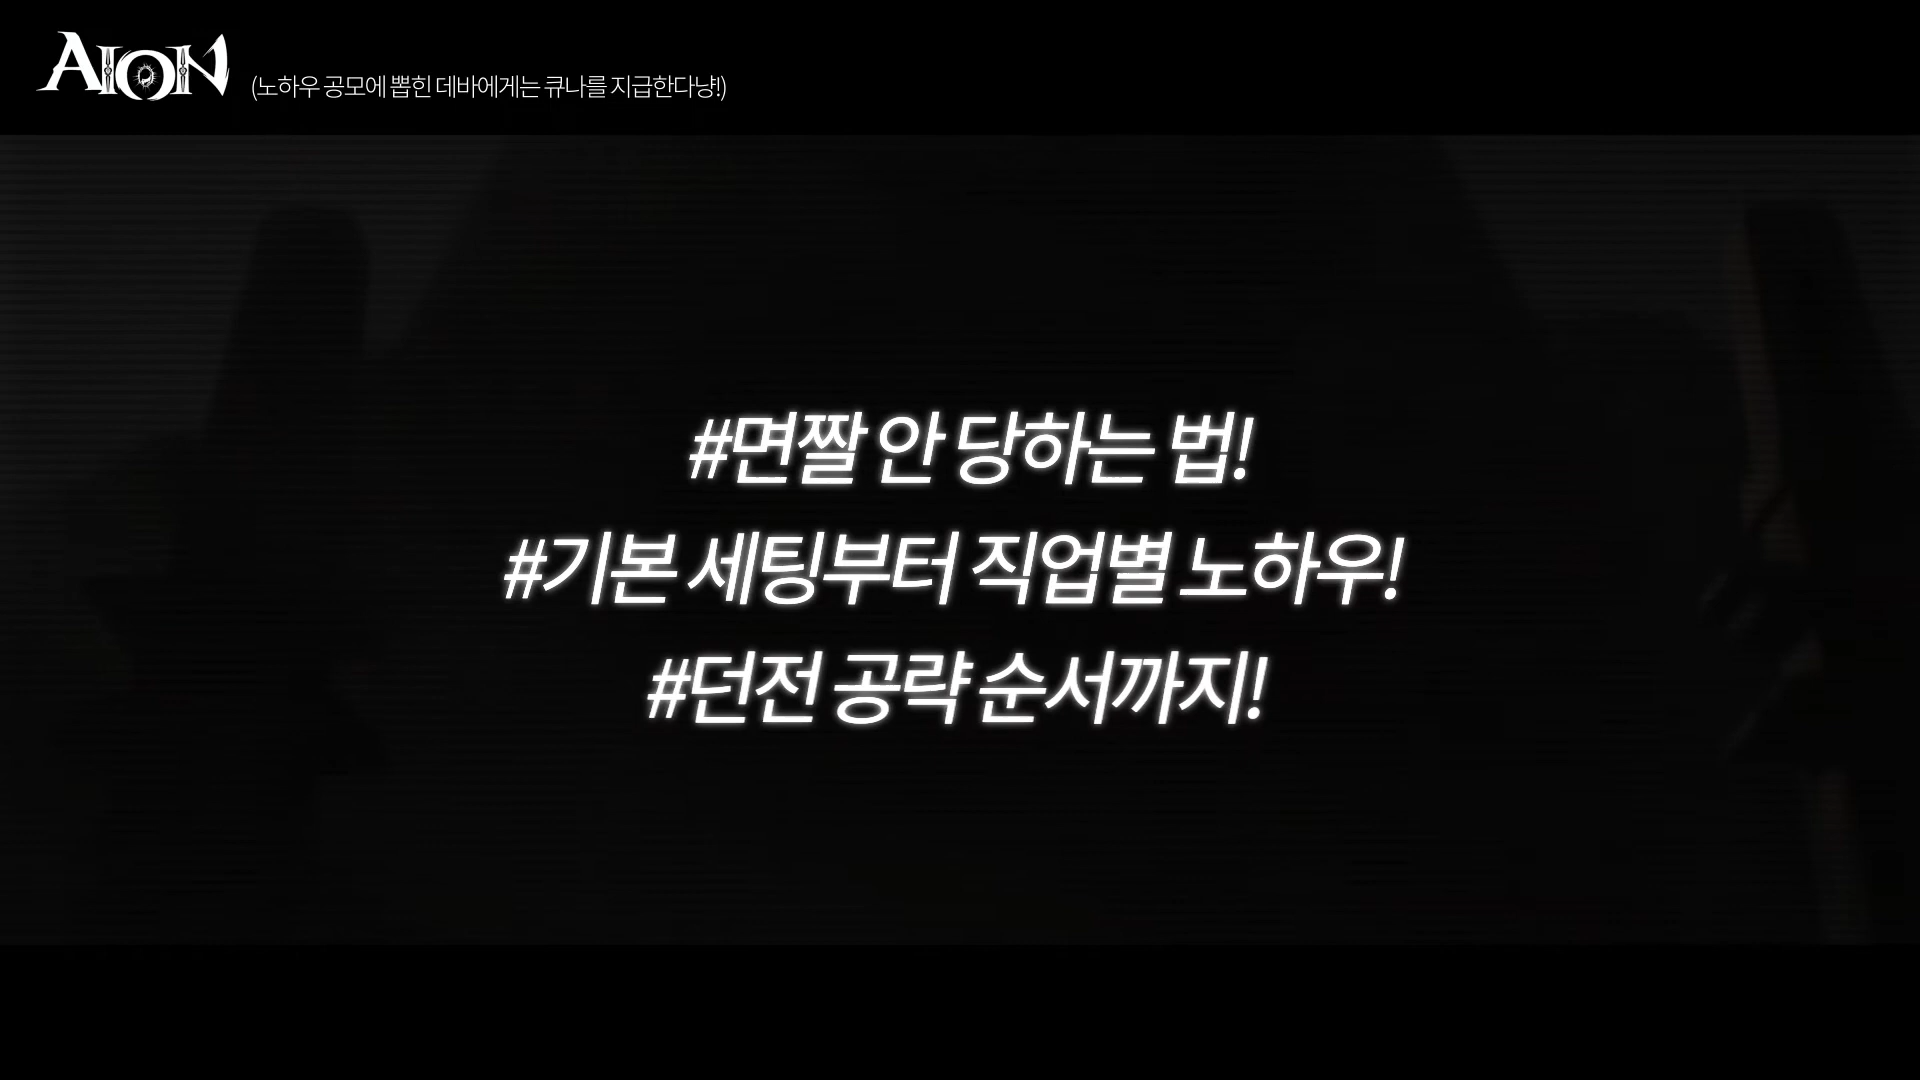 AION
(노하우 공모에 뽑힌 데바에게는 큐나를 지급한다냥!)
#면짤 안 당하는 법!
#기본 세팅부터 직업별 노하우!
#던전 공략 순서까지!